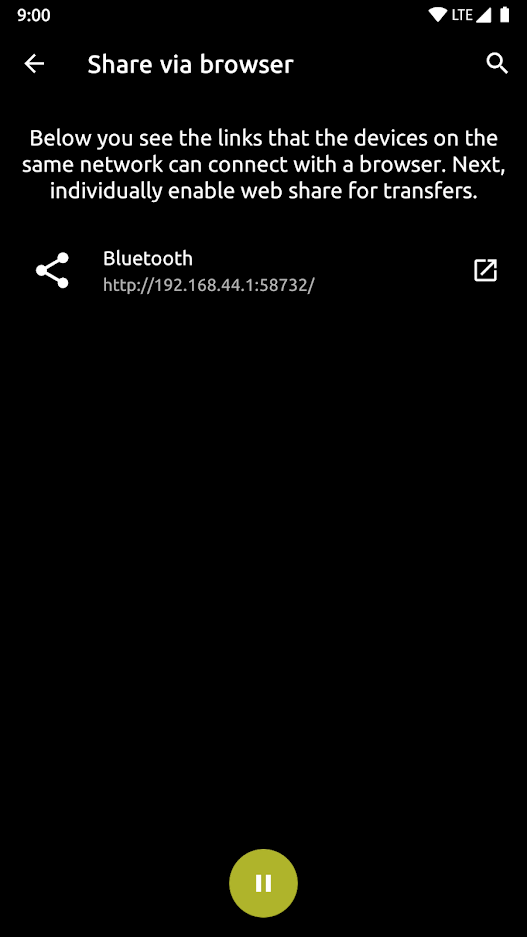 9:00
LTE
Share via browser
Below you see the links that the devices on the
same network can connect with a browser. Next,
individually enable web share for transfers.
Bluetooth
http://192.168.44.1:58732/